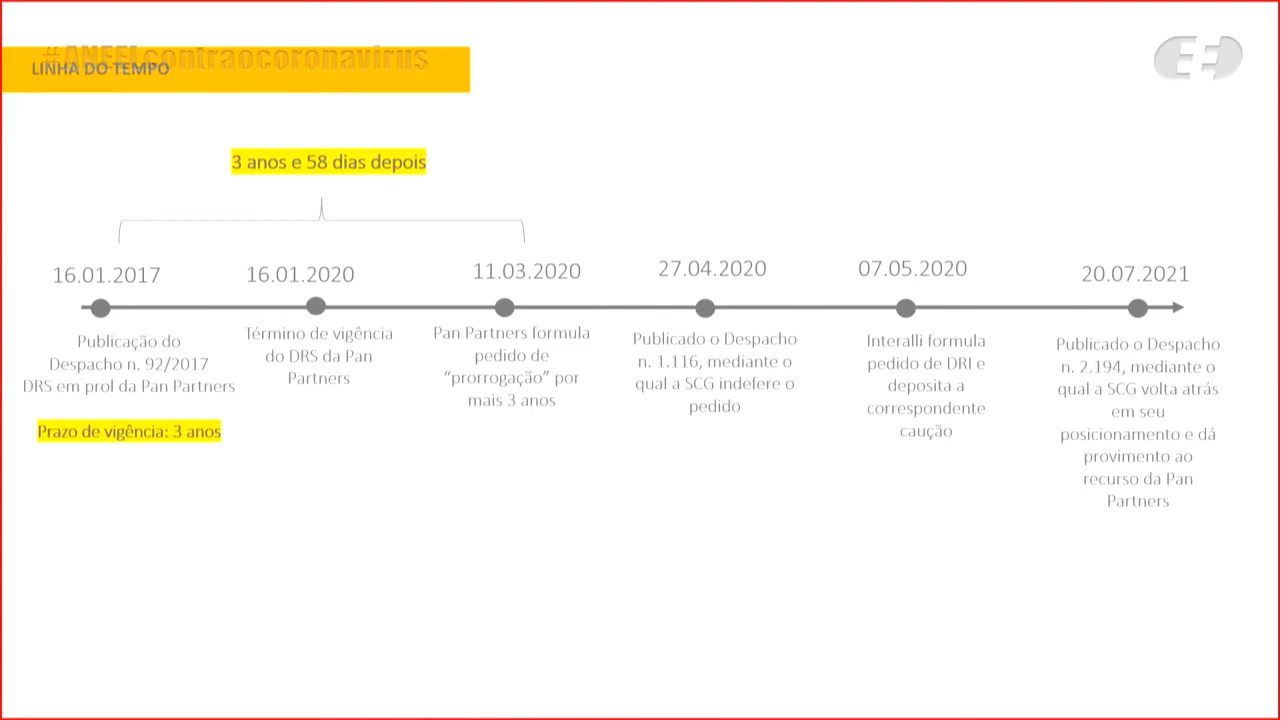 #ANEELcontraocoronavirus
LINHA DO TEMPO
3 anos e 58 dias depois
16.01.2017
Publicação do
Despacho n. 92/2017
DRS em prol da Pan Partners
Prazo de vigência: 3 anos
16.01.2020
Término de vigência
do DRS da Pan
Partners
11.03.2020
Pan Partners formula
pedido de
“prorrogação” por
mais 3 anos
27.04.2020
Publicado o Despacho
n. 1.116, mediante o
qual a SCG indefere o
pedido
07.05.2020
Interalli formula
pedido de DRI e
deposita a
correspondente
caução
20.07.2021
Publicado o Despacho
n. 2.194, mediante o
qual a SCG volta atrás
em seu
posicionamento e dá
provimento ao
recurso da Pan
Partners